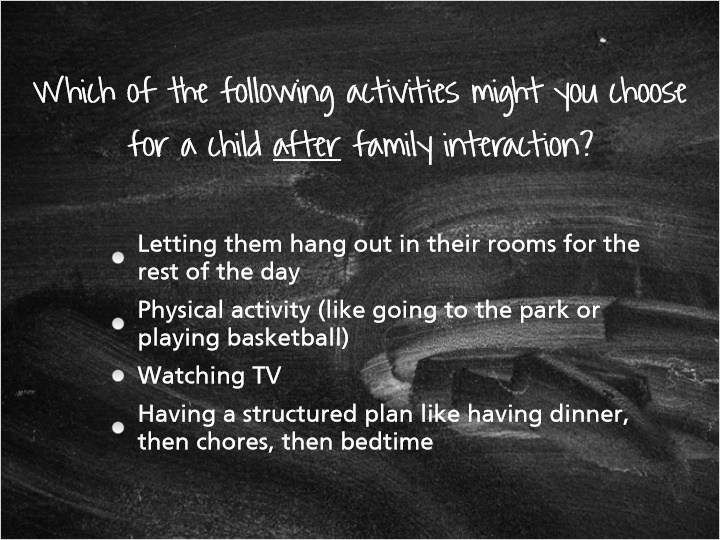 Which of the following activities might you choose
for a child after family interaction?
Letting them hang out in their rooms for the
rest of the day
Physical activity (like going to the park or
playing basketball)
Watching TV
Having a structured plan like having dinner,
then chores, then bedtime